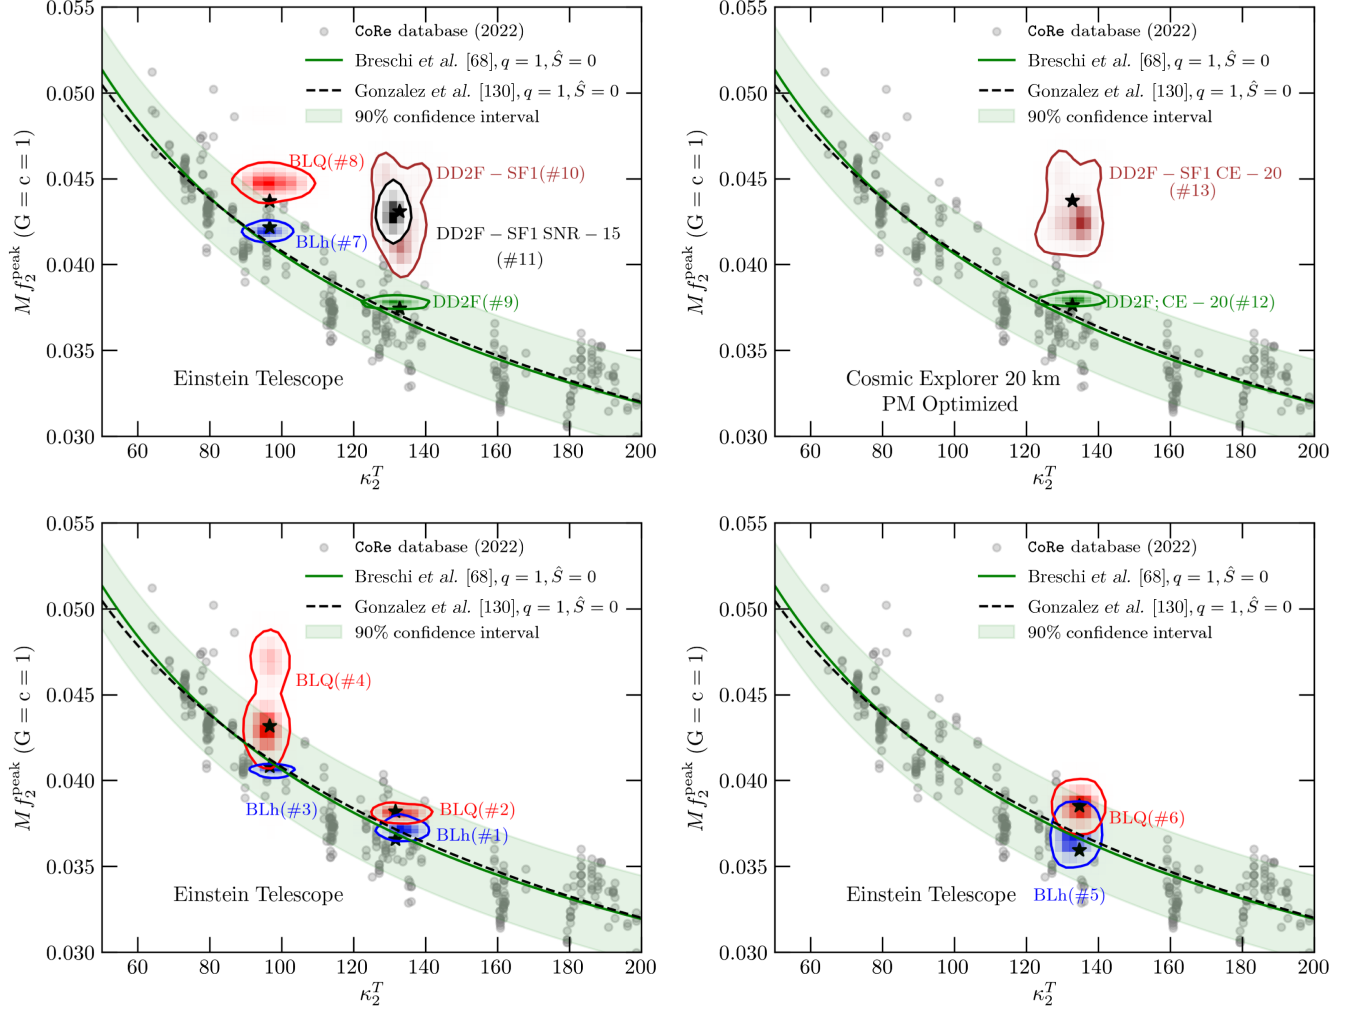 0.055
0.050
0.045
0.040
0.035
0.030
M f₂^peak (G = c = 1)
CoRe database (2022)
Breschi et al. [68], q = 1, Ŝ = 0
Gonzalez et al. [130], q = 1, Ŝ = 0
90% confidence interval
BLQ(#8)
DD2F − SF1(#10)
BLh(#7)
DD2F − SF1 SNR − 15
(#11)
DD2F(#9)
Einstein Telescope
60 80 100 120 140 160 180 200
κ₂^T
0.055
0.050
0.045
0.040
0.035
0.030
M f₂^peak (G = c = 1)
CoRe database (2022)
Breschi et al. [68], q = 1, Ŝ = 0
Gonzalez et al. [130], q = 1, Ŝ = 0
90% confidence interval
DD2F − SF1 CE − 20
(#13)
DD2F; CE − 20(#12)
Cosmic Explorer 20 km
PM Optimized
60 80 100 120 140 160 180 200
κ₂^T
0.055
0.050
0.045
0.040
0.035
0.030
M f₂^peak (G = c = 1)
CoRe database (2022)
Breschi et al. [68], q = 1, Ŝ = 0
Gonzalez et al. [130], q = 1, Ŝ = 0
90% confidence interval
BLQ(#4)
BLh(#3)
BLQ(#2)
BLh(#1)
Einstein Telescope
60 80 100 120 140 160 180 200
κ₂^T
0.055
0.050
0.045
0.040
0.035
0.030
M f₂^peak (G = c = 1)
CoRe database (2022)
Breschi et al. [68], q = 1, Ŝ = 0
Gonzalez et al. [130], q = 1, Ŝ = 0
90% confidence interval
BLQ(#6)
Einstein Telescope
BLh(#5)
60 80 100 120 140 160 180 200
κ₂^T